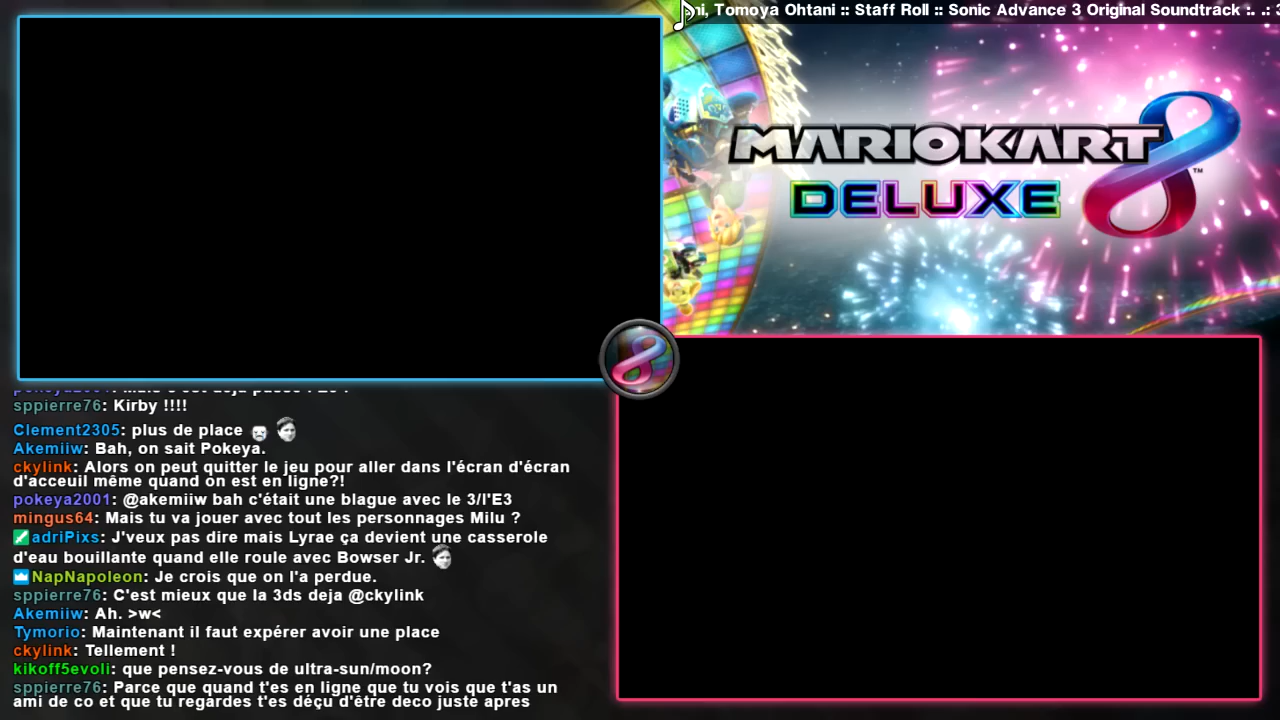 ni, Tomoya Ohtani :: Staff Roll :: Sonic Advance 3 Original Soundtrack :. .: 3
MARIOKART 8
DELUXE
TM
sppierre76: Kirby !!!!
Clement2305: plus de place
Akemiiw: Bah, on sait Pokeya.
ckylink: Alors on peut quitter le jeu pour aller dans l'écran d'écran
d'acceuil même quand on est en ligne?!
pokeya2001: @akemiiw bah c'était une blague avec le 3/l'E3
mingus64: Mais tu va jouer avec tout les personnages Milu ?
adriPixs: J'veux pas dire mais Lyrae ça devient une casserole
d'eau bouillante quand elle roule avec Bowser Jr.
NapNapoleon: Je crois que on l'a perdue.
sppierre76: C'est mieux que la 3ds deja @ckylink
Akemiiw: Ah. >w<
Tymorio: Maintenant il faut expérer avoir une place
ckylink: Tellement !
kikoff5evoli: que pensez-vous de ultra-sun/moon?
sppierre76: Parce que quand t'es en ligne que tu vois que t'as un
ami de co et que tu regardes t'es déçu d'être deco juste apres